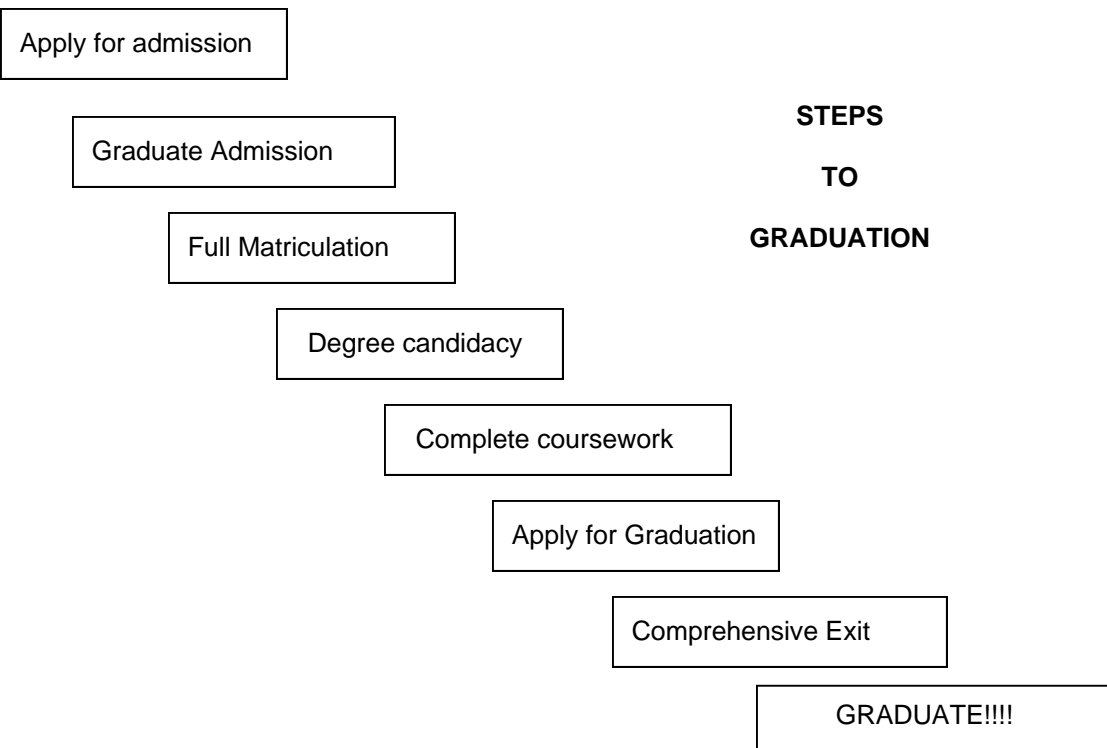 Apply for admission
Graduate Admission
Full Matriculation
Degree candidacy
Complete coursework
Apply for Graduation
Comprehensive Exit
GRADUATE!!!!
STEPS
TO
GRADUATION